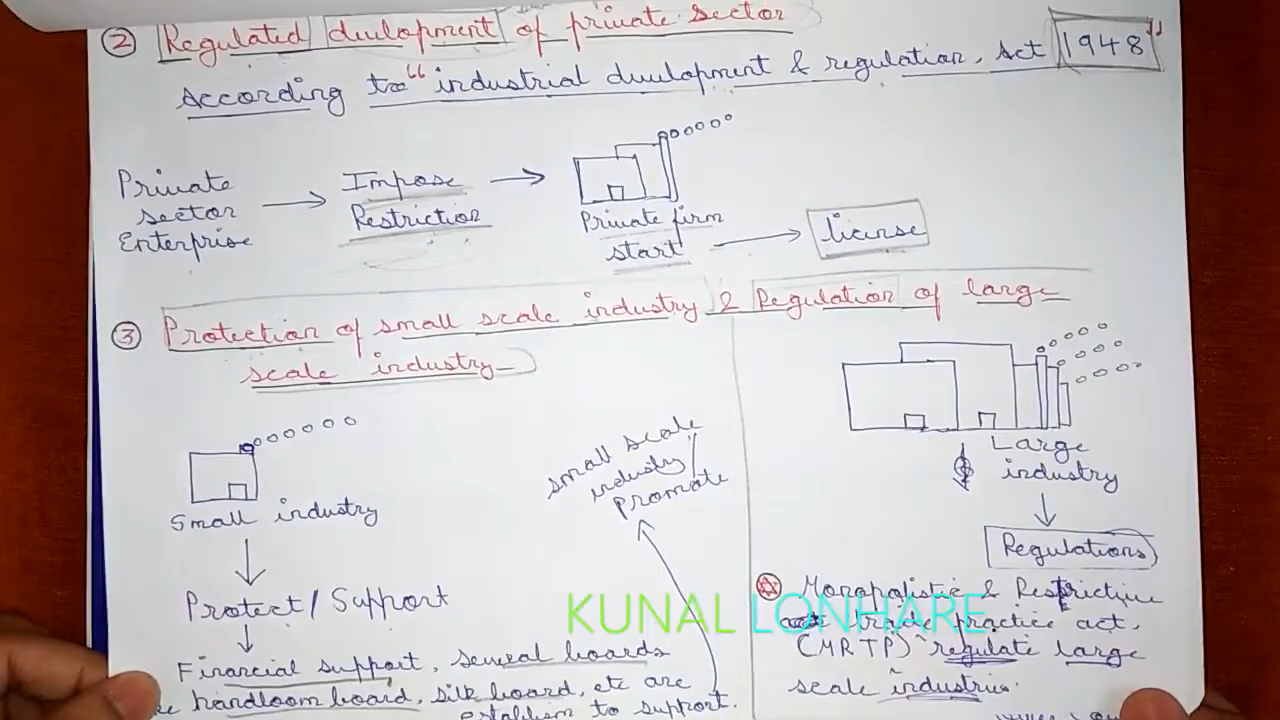 ② Regulated development of private sector
According to "industrial development & regulation, Act 1948"
Private
sector
Enterprise
Impose
Restriction
Private firm
start
license
③ Protection of small scale industry & Regulation of large
scale industry
Small industry
Protect/Support
Financial support, several boards
handloom board, silk board, etc are
establish to support.
small scale
industry
promote
Large
industry
Regulations
Monopolistic & Restrictive
trade practice act,
(MRTP) regulate large
scale industries.
KUNAL LONHARE